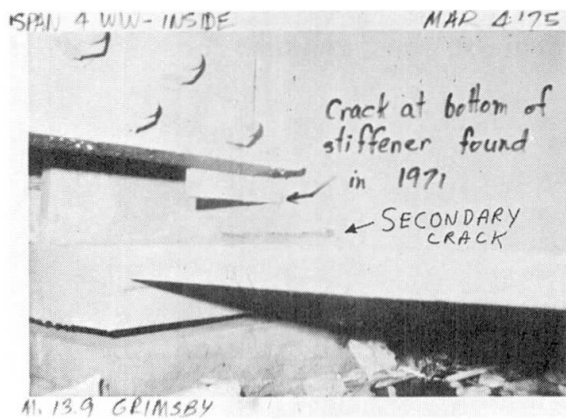 SPAN 4 WW-INSIDE MAR 4'75
Crack at bottom of
stiffener found
in 1971
SECONDARY
CRACK
M. 13.9 GRIMSBY